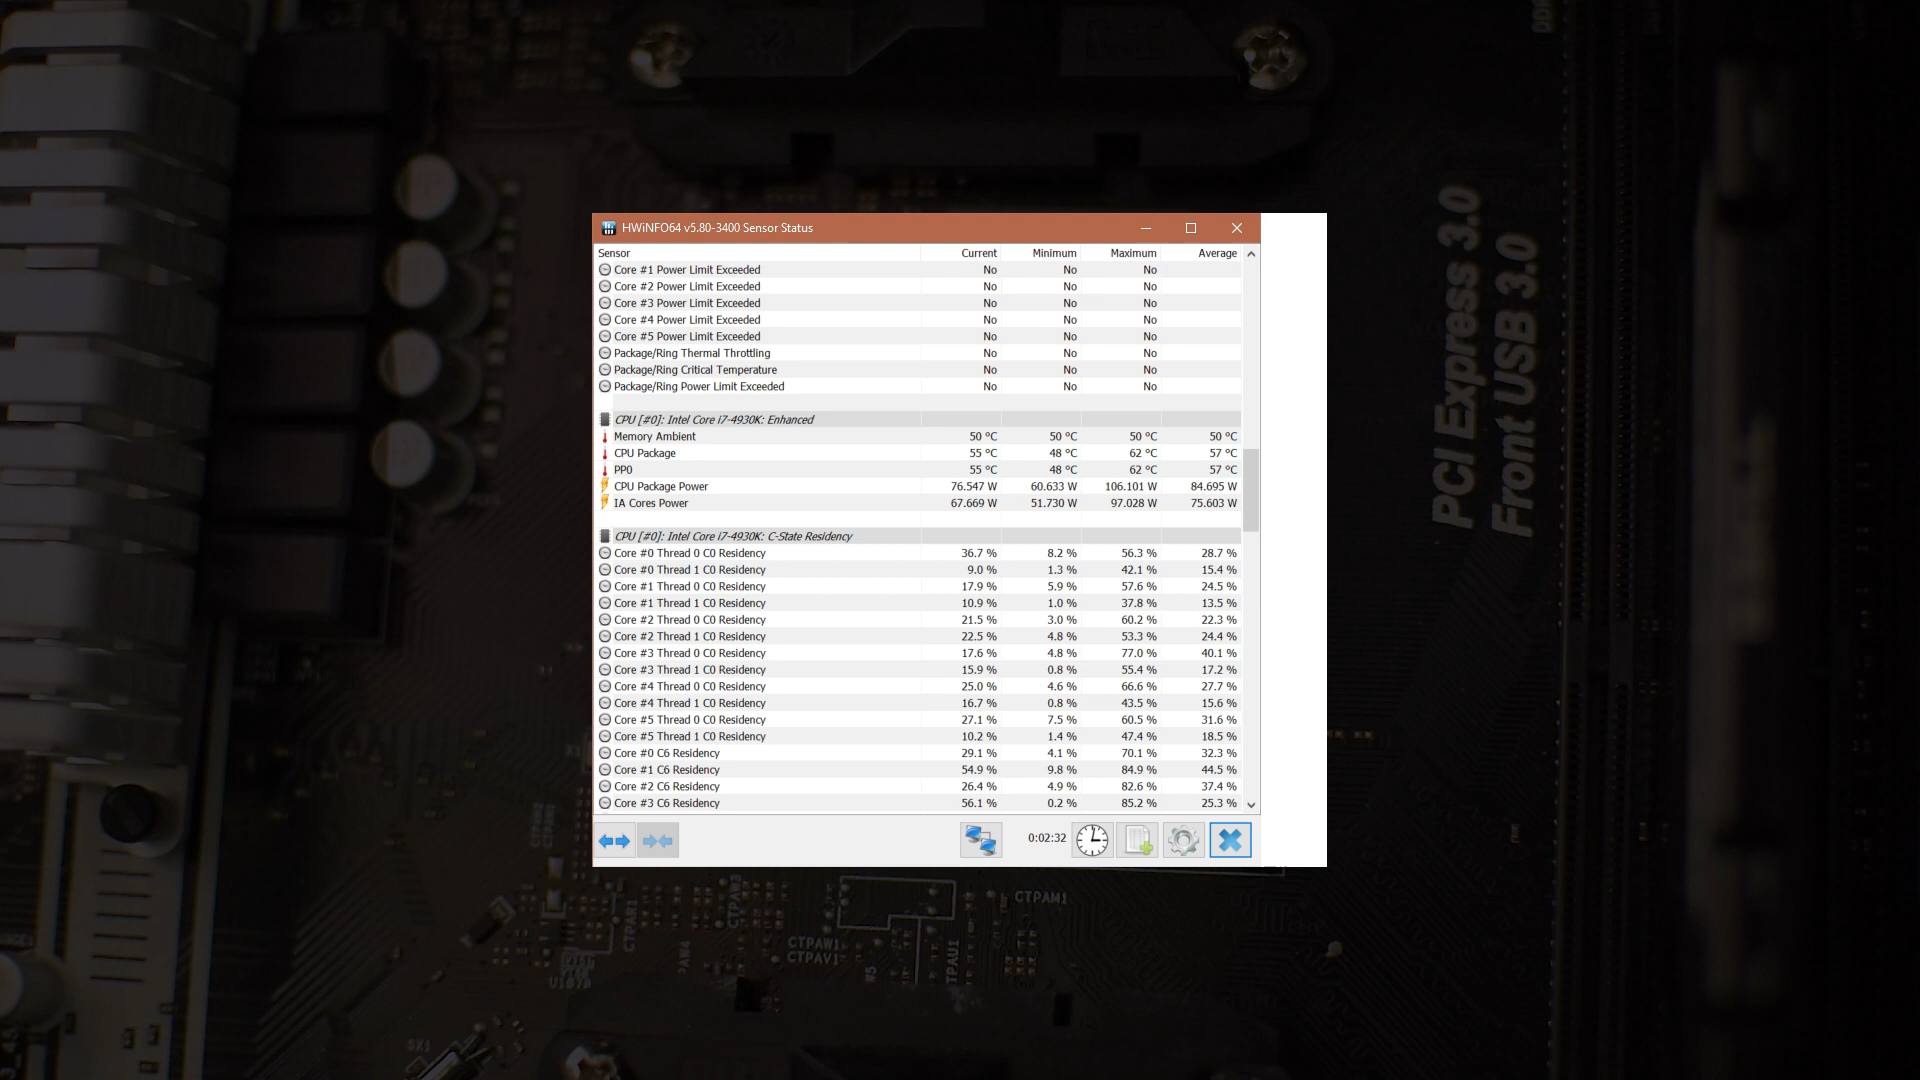 HWiNFO64 v5.80-3400 Sensor Status
Sensor Current Minimum Maximum Average
Core #1 Power Limit Exceeded No No No
Core #2 Power Limit Exceeded No No No
Core #3 Power Limit Exceeded No No No
Core #4 Power Limit Exceeded No No No
Core #5 Power Limit Exceeded No No No
Package/Ring Thermal Throttling No No No
Package/Ring Critical Temperature No No No
Package/Ring Power Limit Exceeded No No No
CPU [#0]: Intel Core i7-4930K: Enhanced
Memory Ambient 50 °C 50 °C 50 °C 50 °C
CPU Package 55 °C 48 °C 62 °C 57 °C
PP0 55 °C 48 °C 62 °C 57 °C
CPU Package Power 76.547 W 60.633 W 106.101 W 84.695 W
IA Cores Power 67.669 W 51.730 W 97.028 W 75.603 W
CPU [#0]: Intel Core i7-4930K: C-State Residency
Core #0 Thread 0 C0 Residency 36.7 % 8.2 % 56.3 % 28.7 %
Core #0 Thread 1 C0 Residency 9.0 % 1.3 % 42.1 % 15.4 %
Core #1 Thread 0 C0 Residency 17.9 % 5.9 % 57.6 % 24.5 %
Core #1 Thread 1 C0 Residency 10.9 % 1.0 % 37.8 % 13.5 %
Core #2 Thread 0 C0 Residency 21.5 % 3.0 % 60.2 % 22.3 %
Core #2 Thread 1 C0 Residency 22.5 % 4.8 % 53.3 % 24.4 %
Core #3 Thread 0 C0 Residency 17.6 % 4.8 % 77.0 % 40.1 %
Core #3 Thread 1 C0 Residency 15.9 % 0.8 % 55.4 % 17.2 %
Core #4 Thread 0 C0 Residency 25.0 % 4.6 % 66.6 % 27.7 %
Core #4 Thread 1 C0 Residency 16.7 % 0.8 % 43.5 % 15.6 %
Core #5 Thread 0 C0 Residency 27.1 % 7.5 % 60.5 % 31.6 %
Core #5 Thread 1 C0 Residency 10.2 % 1.4 % 47.4 % 18.5 %
Core #0 C6 Residency 29.1 % 4.1 % 70.1 % 32.3 %
Core #1 C6 Residency 54.9 % 9.8 % 84.9 % 44.5 %
Core #2 C6 Residency 26.4 % 4.9 % 82.6 % 37.4 %
Core #3 C6 Residency 56.1 % 0.2 % 85.2 % 25.3 %
0:02:32
PCI Express 3.0
Front USB 3.0
CTPAM1
CTPAW1
CTPAV1
CTPAU1
CTPAR1